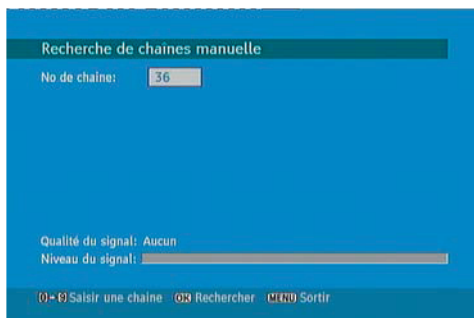 Recherche de chaines manuelle
No de chaine: 36
Qualité du signal: Aucun
Niveau du signal:
0-9 Saisir une chaine OK Rechercher MENU Sortir